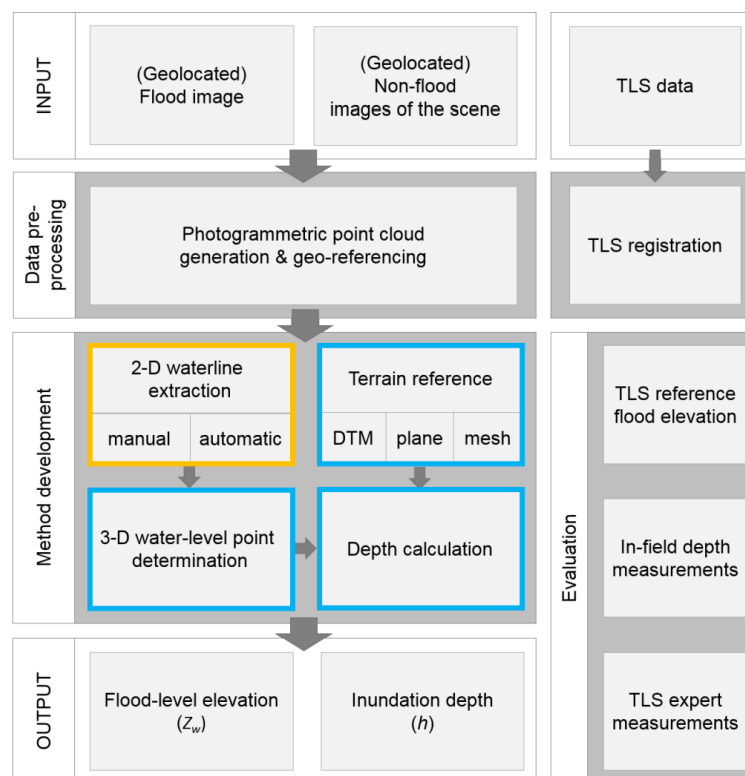 INPUT
(Geolocated)
Flood image
(Geolocated)
Non-flood
images of the scene
TLS data
Data pre-
processing
Photogrammetric point cloud
generation & geo-referencing
TLS registration
Method development
2-D waterline
extraction
manual
automatic
Terrain reference
DTM
plane
mesh
3-D water-level point
determination
Depth calculation
Evaluation
TLS reference
flood elevation
In-field depth
measurements
TLS expert
measurements
OUTPUT
Flood-level elevation
(Zw)
Inundation depth
(h)